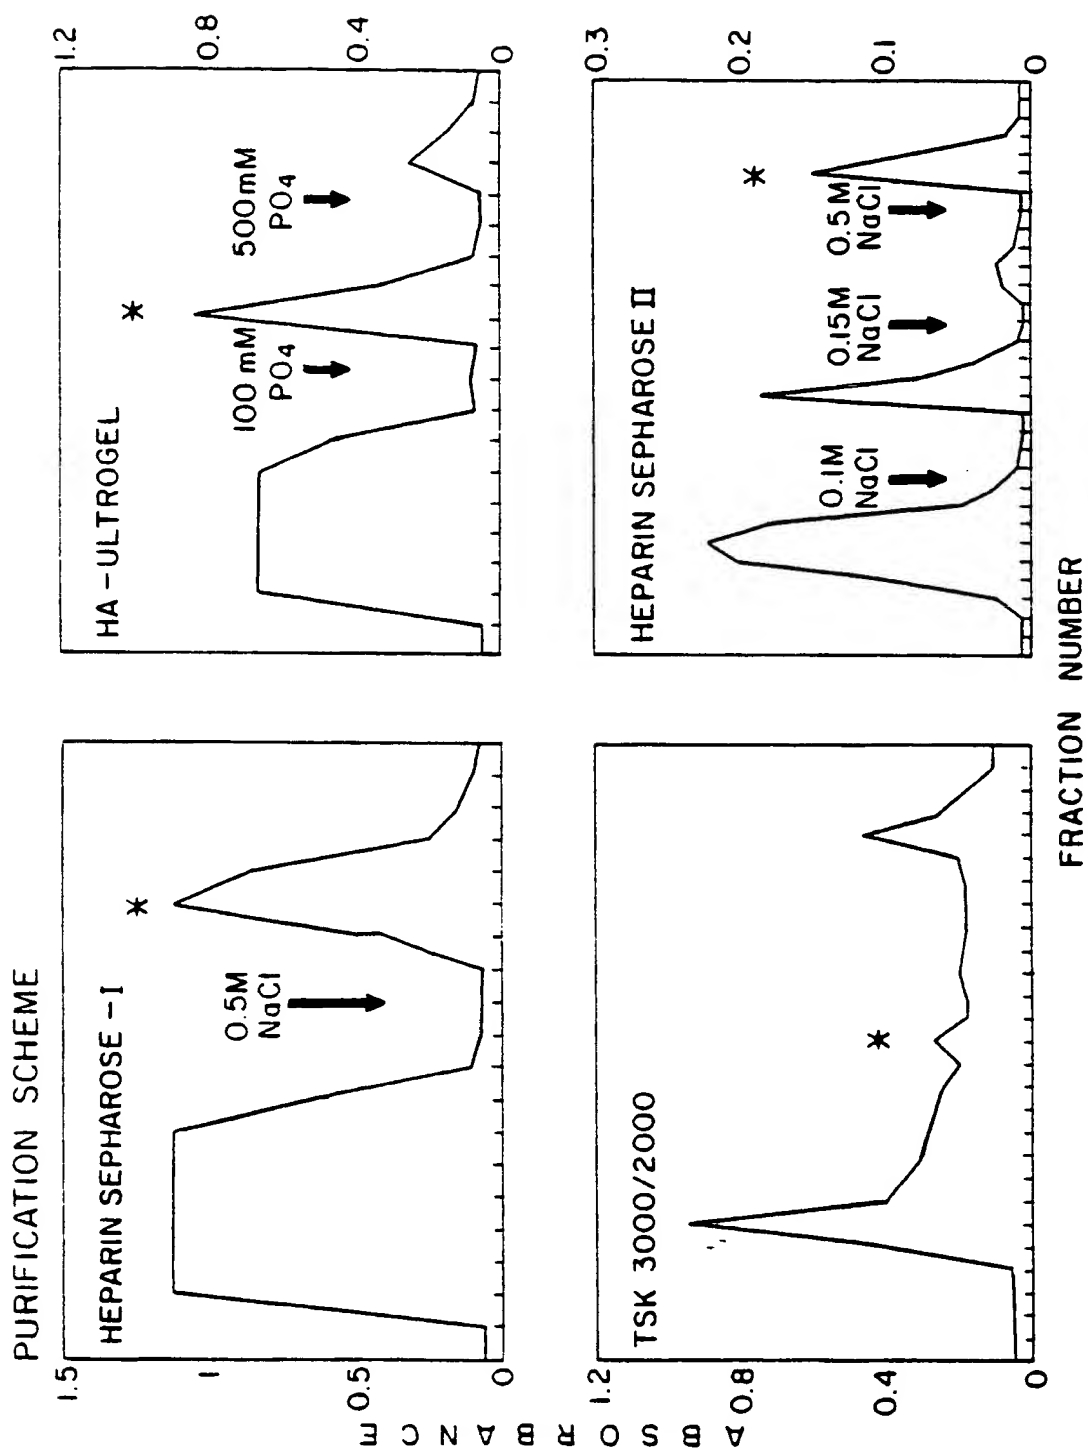 PURIFICATION SCHEME
HEPARIN SEPHAROSE - I
0.5M
NaCl
*
1.5
1
0.5
0
HA - ULTROGEL
100 mM
PO4
*
500 mM
PO4
1.2
0.8
0.4
0
TSK 3000/2000
*
1.2
0.8
0.4
0
HEPARIN SEPHAROSE II
0.1M
NaCl
0.15M
NaCl
0.5M
NaCl
*
0.3
0.2
0.1
0
ABSORBANCE
FRACTION NUMBER